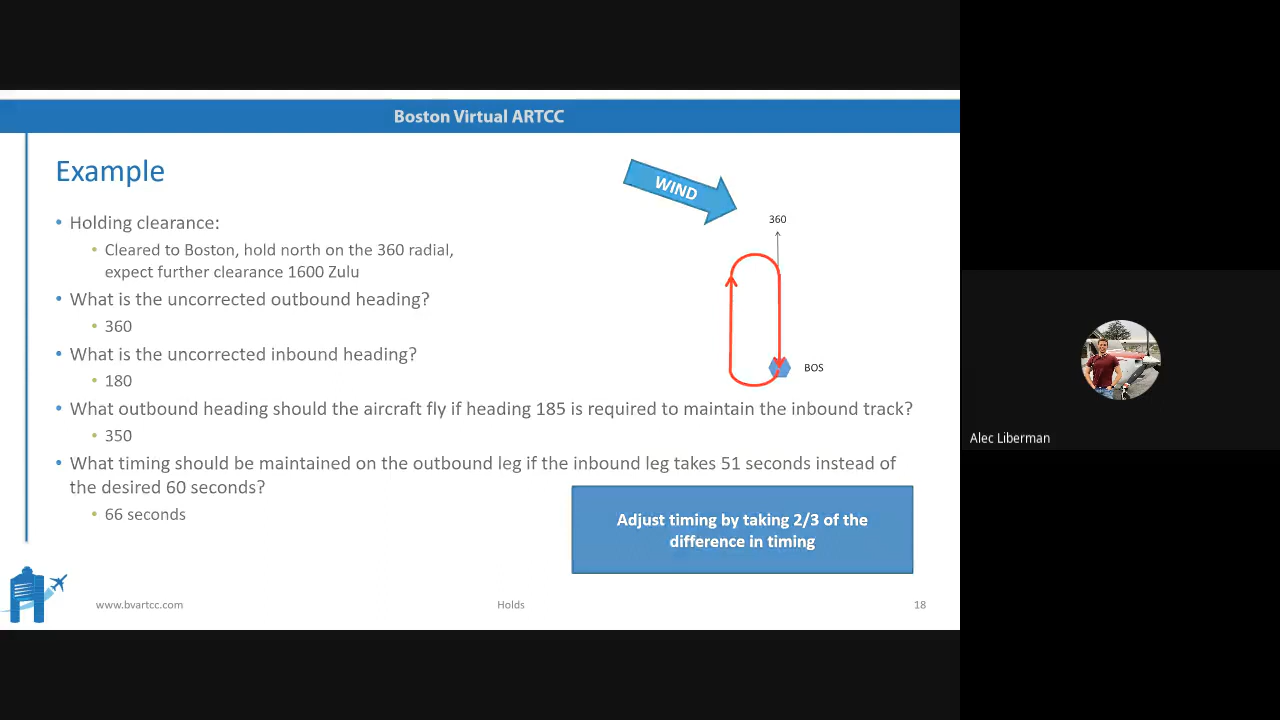 Boston Virtual ARTCC
Example
WIND
360
• Holding clearance:
• Cleared to Boston, hold north on the 360 radial,
expect further clearance 1600 Zulu
• What is the uncorrected outbound heading?
• 360
• What is the uncorrected inbound heading?
• 180
BOS
• What outbound heading should the aircraft fly if heading 185 is required to maintain the inbound track?
• 350
• What timing should be maintained on the outbound leg if the inbound leg takes 51 seconds instead of
the desired 60 seconds?
• 66 seconds
Adjust timing by taking 2/3 of the
difference in timing
www.bvartcc.com
Holds
18
Alec Liberman